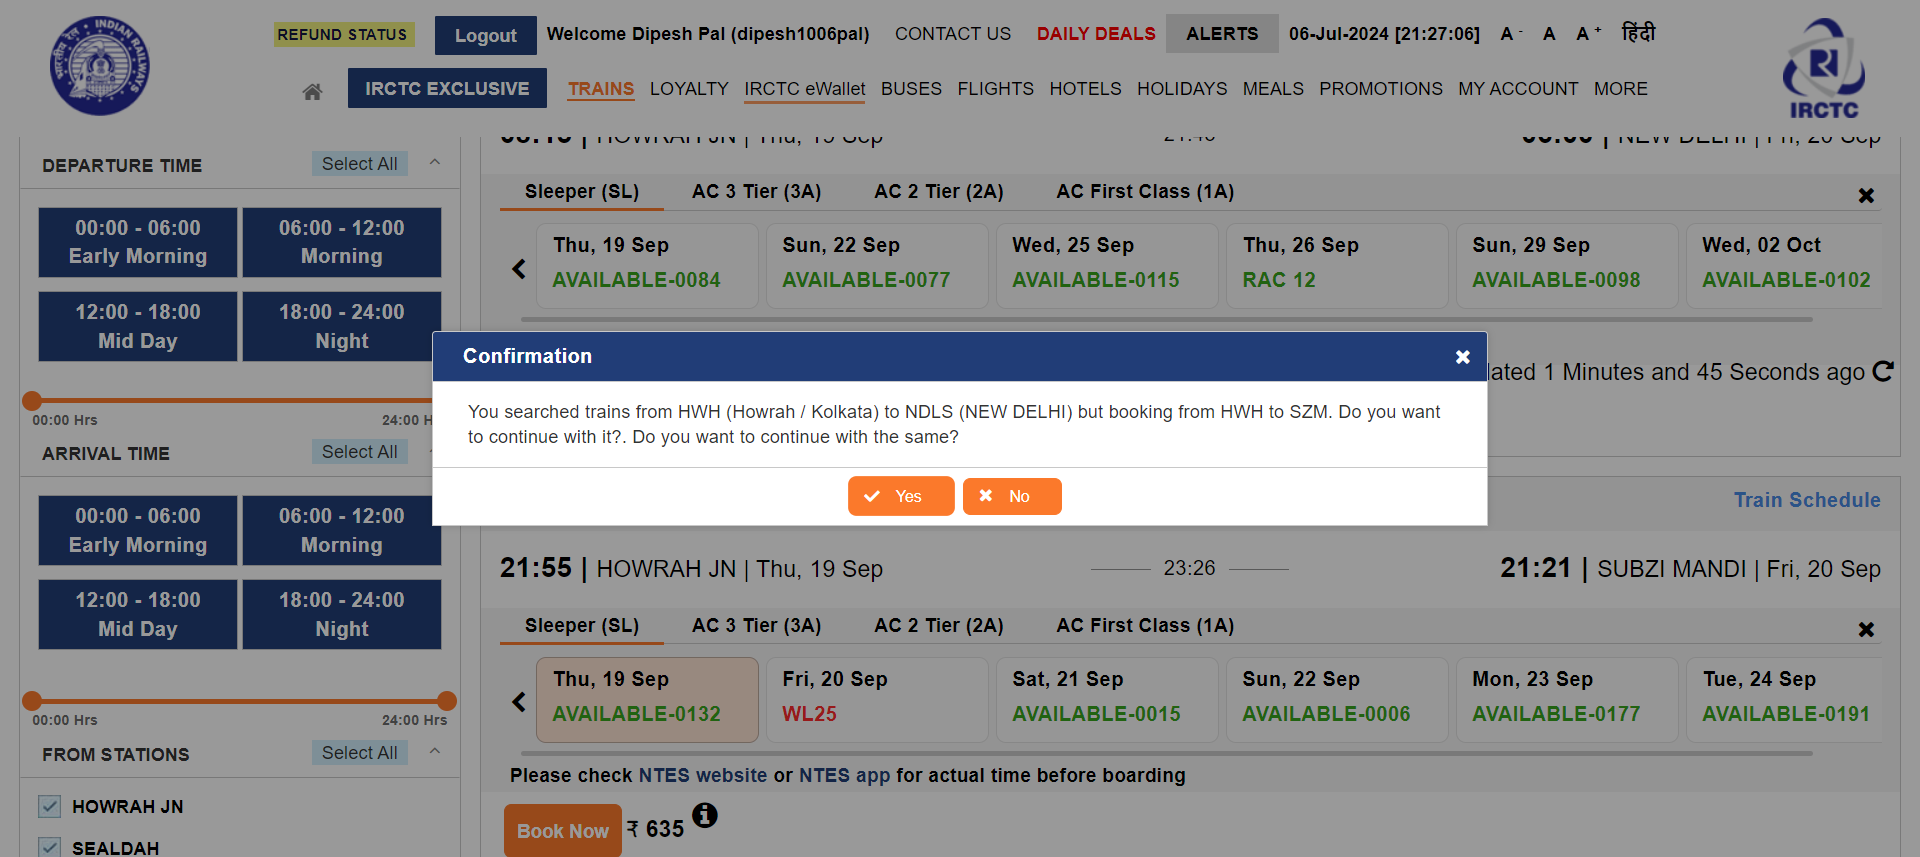 REFUND STATUS
Logout
Welcome Dipesh Pal (dipesh1006pal)
CONTACT US
DAILY DEALS
ALERTS
06-Jul-2024 [21:27:06]
A -
A
A +
हिंदी
IRCTC EXCLUSIVE
TRAINS
LOYALTY
IRCTC eWallet
BUSES
FLIGHTS
HOTELS
HOLIDAYS
MEALS
PROMOTIONS
MY ACCOUNT
MORE
INDIAN RAILWAYS
भारतीय रेल
IRCTC
DEPARTURE TIME
Select All
00:00 - 06:00
Early Morning
06:00 - 12:00
Morning
12:00 - 18:00
Mid Day
18:00 - 24:00
Night
00:00 Hrs
24:00 H
ARRIVAL TIME
Select All
00:00 - 06:00
Early Morning
06:00 - 12:00
Morning
12:00 - 18:00
Mid Day
18:00 - 24:00
Night
00:00 Hrs
24:00 Hrs
FROM STATIONS
Select All
HOWRAH JN
SEALDAH
| HOWRAH JN | Thu, 19 Sep
| NEW DELHI | Fri, 20 Sep
Sleeper (SL)
AC 3 Tier (3A)
AC 2 Tier (2A)
AC First Class (1A)
Thu, 19 Sep
AVAILABLE-0084
Sun, 22 Sep
AVAILABLE-0077
Wed, 25 Sep
AVAILABLE-0115
Thu, 26 Sep
RAC 12
Sun, 29 Sep
AVAILABLE-0098
Wed, 02 Oct
AVAILABLE-0102
lated 1 Minutes and 45 Seconds ago
Confirmation
You searched trains from HWH (Howrah / Kolkata) to NDLS (NEW DELHI) but booking from HWH to SZM. Do you want
to continue with it?. Do you want to continue with the same?
Yes
No
Train Schedule
21:55 | HOWRAH JN | Thu, 19 Sep
23:26
21:21 | SUBZI MANDI | Fri, 20 Sep
Sleeper (SL)
AC 3 Tier (3A)
AC 2 Tier (2A)
AC First Class (1A)
Thu, 19 Sep
AVAILABLE-0132
Fri, 20 Sep
WL25
Sat, 21 Sep
AVAILABLE-0015
Sun, 22 Sep
AVAILABLE-0006
Mon, 23 Sep
AVAILABLE-0177
Tue, 24 Sep
AVAILABLE-0191
Please check NTES website or NTES app for actual time before boarding
Book Now
₹ 635